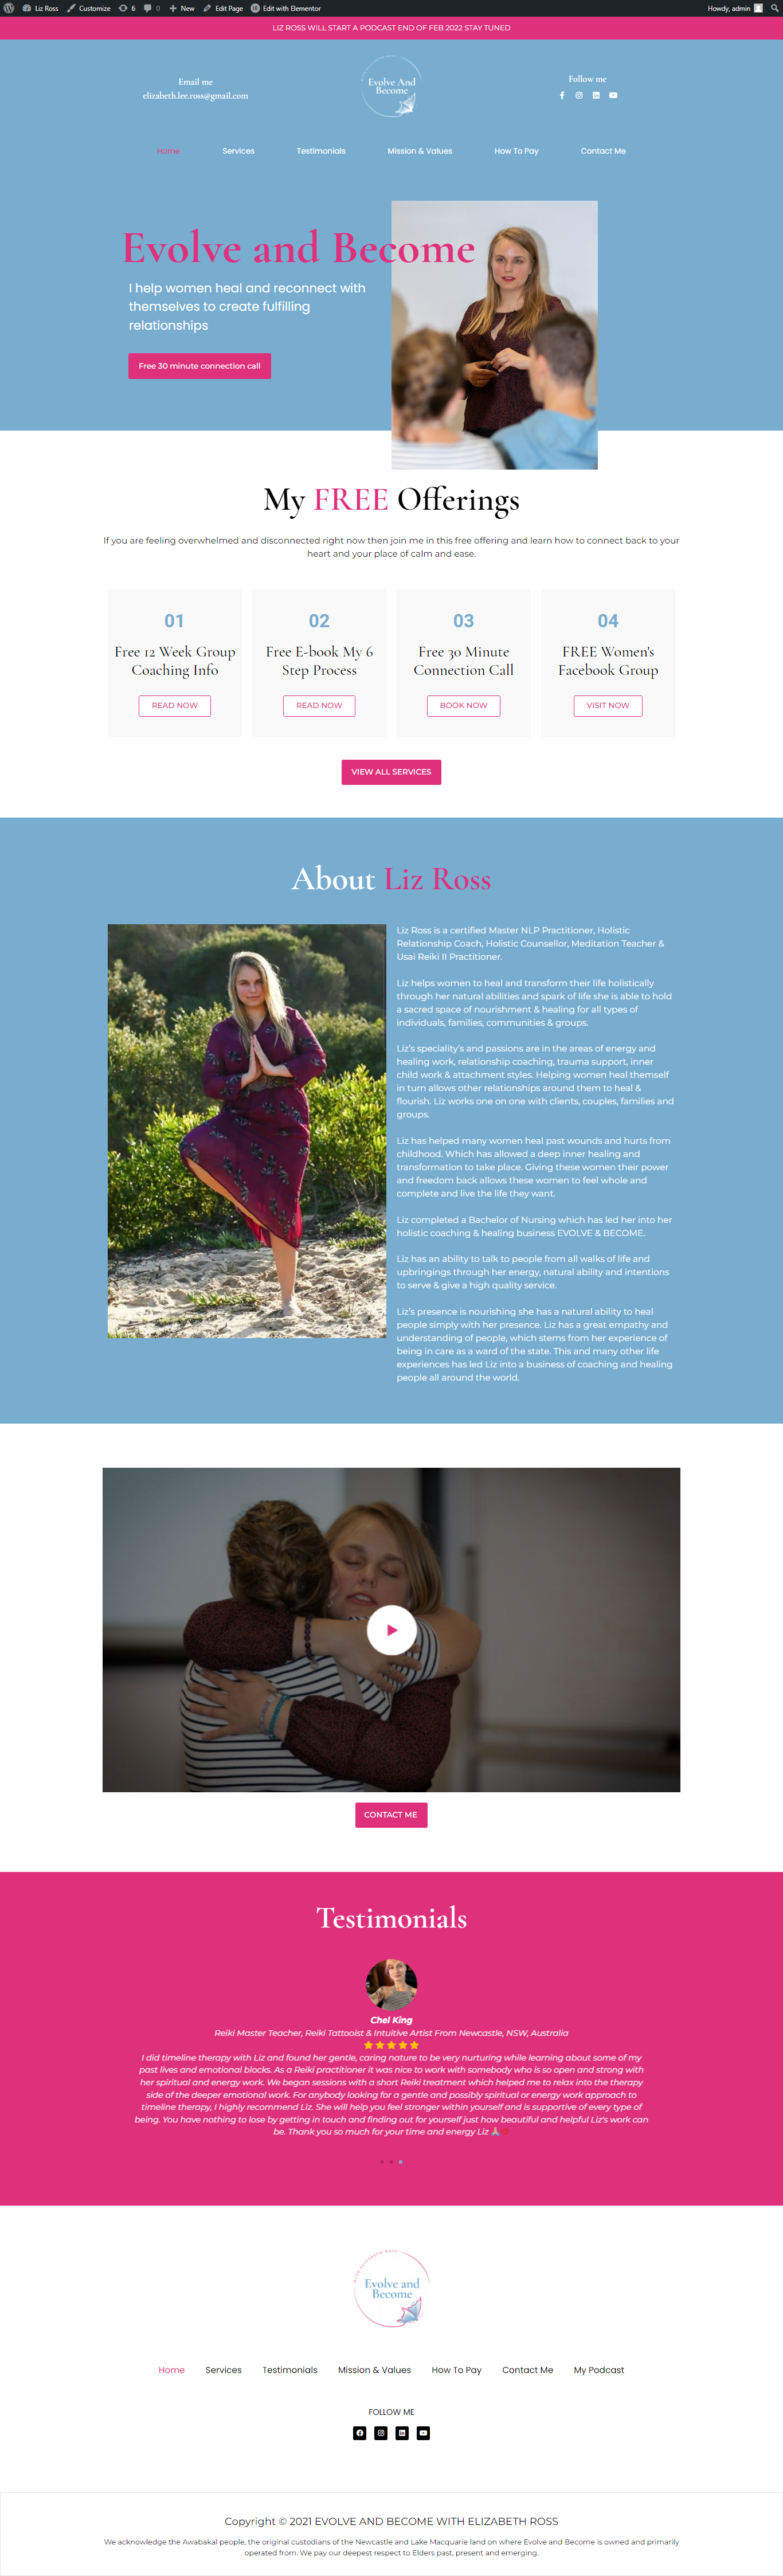 Liz Ross Customize 6 0 New Edit Page Edit with Elementor Howdy, admin
LIZ ROSS WILL START A PODCAST END OF FEB 2022 STAY TUNED
Email me
elizabeth.lee.ross@gmail.com
Evolve And
Become
Follow me
Home Services Testimonials Mission & Values How To Pay Contact Me
Evolve and Become
I help women heal and reconnect with
themselves to create fulfilling
relationships
Free 30 minute connection call
My FREE Offerings
If you are feeling overwhelmed and disconnected right now then join me in this free offering and learn how to connect back to your
heart and your place of calm and ease.
01
Free 12 Week Group
Coaching Info
READ NOW
02
Free E-book My 6
Step Process
READ NOW
03
Free 30 Minute
Connection Call
BOOK NOW
04
FREE Women's
Facebook Group
VISIT NOW
VIEW ALL SERVICES
About Liz Ross
Liz Ross is a certified Master NLP Practitioner, Holistic
Relationship Coach, Holistic Counsellor, Meditation Teacher &
Usai Reiki II Practitioner.
Liz helps women to heal and transform their life holistically
through her natural abilities and spark of life she is able to hold
a sacred space of nourishment & healing for all types of
individuals, families, communities & groups.
Liz's speciality's and passions are in the areas of energy and
healing work, relationship coaching, trauma support, inner
child work & attachment styles. Helping women heal themself
in turn allows other relationships around them to heal &
flourish. Liz works one on one with clients, couples, families and
groups.
Liz has helped many women heal past wounds and hurts from
childhood. Which has allowed a deep inner healing and
transformation to take place. Giving these women their power
and freedom back allows these women to feel whole and
complete and live the life they want.
Liz completed a Bachelor of Nursing which has led her into her
holistic coaching & healing business EVOLVE & BECOME.
Liz has an ability to talk to people from all walks of life and
upbringings through her energy, natural ability and intentions
to serve & give a high quality service.
Liz's presence is nourishing she has a natural ability to heal
people simply with her presence. Liz has a great empathy and
understanding of people, which stems from her experience of
being in care as a ward of the state. This and many other life
experiences has led Liz into a business of coaching and healing
people all around the world.
CONTACT ME
Testimonials
Chel King
Reiki Master Teacher, Reiki Tattooist & Intuitive Artist From Newcastle, NSW, Australia
I did timeline therapy with Liz and found her gentle, caring nature to be very nurturing while learning about some of my
past lives and emotional blocks. As a Reiki practitioner it was nice to work with somebody who is so open and strong with
her spiritual and energy work. We began sessions with a short Reiki treatment which helped me to relax into the therapy
side of the deeper emotional work. For anybody looking for a gentle and possibly spiritual or energy work approach to
timeline therapy, I highly recommend Liz. She will help you feel stronger within yourself and is supportive of every type of
being. You have nothing to lose by getting in touch and finding out for yourself just how beautiful and helpful Liz's work can
be. Thank you so much for your time and energy Liz
WITH ELIZABETH ROSS
Evolve and
Become
Home Services Testimonials Mission & Values How To Pay Contact Me My Podcast
FOLLOW ME
Copyright © 2021 EVOLVE AND BECOME WITH ELIZABETH ROSS
We acknowledge the Awabakal people, the original custodians of the Newcastle and Lake Macquarie land on where Evolve and Become is owned and primarily
operated from. We pay our deepest respect to Elders past, present and emerging.